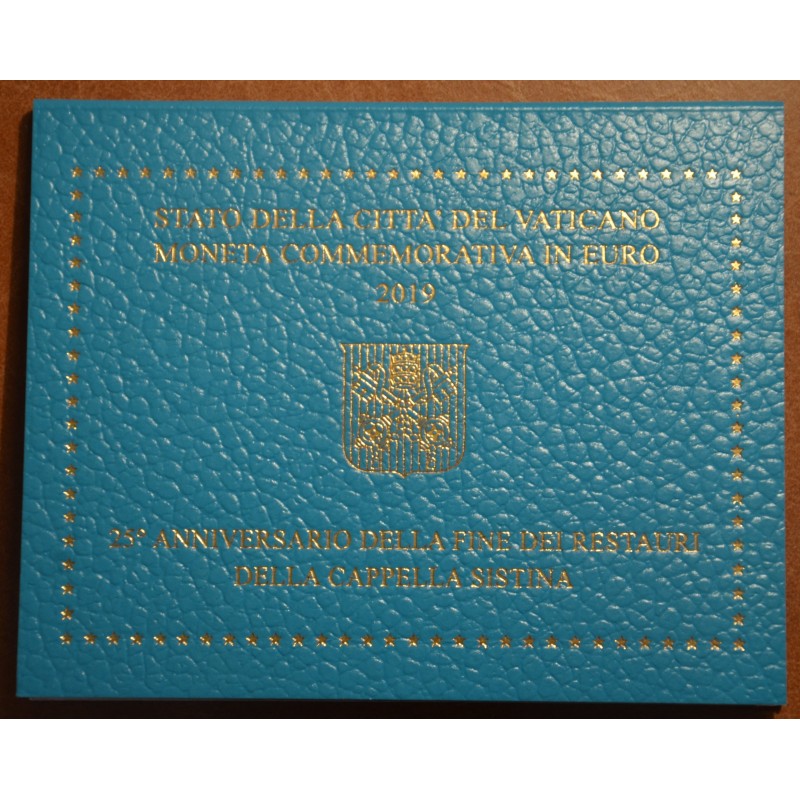 STATO DELLA CITTA' DEL VATICANO
MONETA COMMEMORATIVA IN EURO
2019
25° ANNIVERSARIO DELLA FINE DEI RESTAURI
DELLA CAPPELLA SISTINA